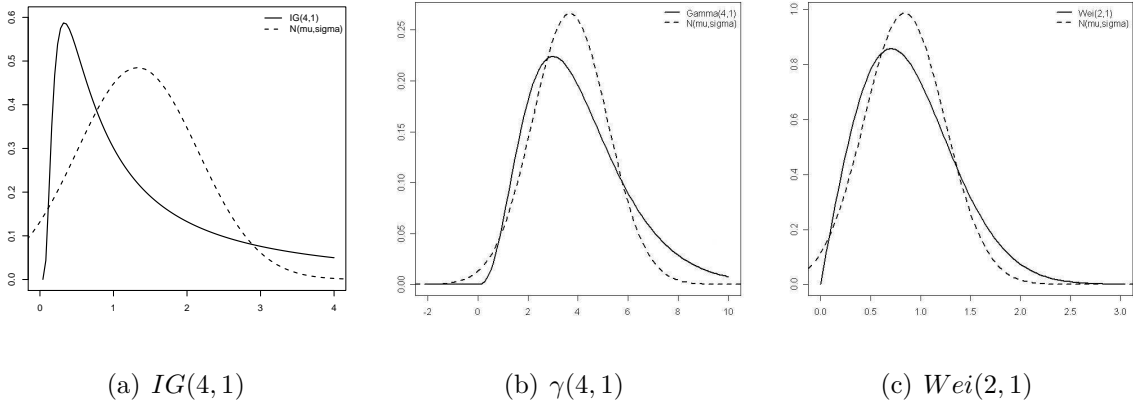 IG(4,1)
N(mu,sigma)
0.6
0.5
0.4
0.3
0.2
0.1
0.0
0 1 2 3 4
Gamma(4,1)
N(mu,sigma)
0.25
0.20
0.15
0.10
0.05
0.00
-2 0 2 4 6 8 10
Wei(2,1)
N(mu,sigma)
1.0
0.8
0.6
0.4
0.2
0.0
0.0 0.5 1.0 1.5 2.0 2.5 3.0
(a) IG(4, 1)
(b) γ(4, 1)
(c) Wei(2, 1)